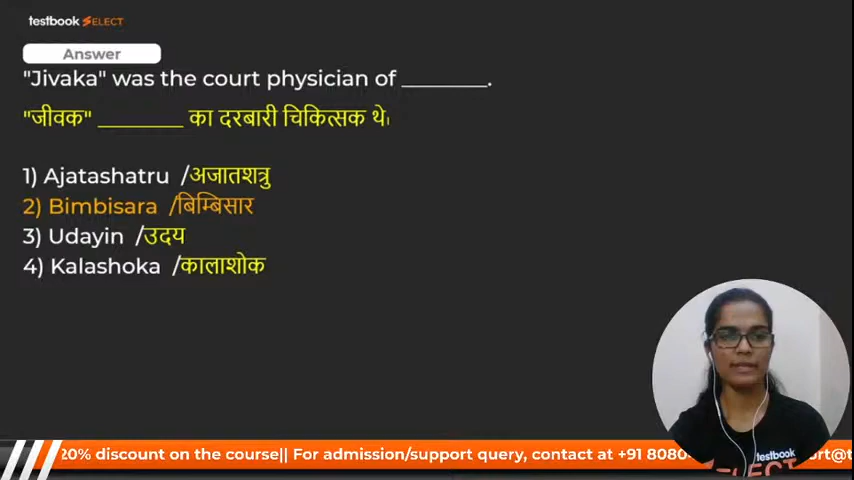 testbook SELECT
Answer
"Jivaka" was the court physician of ________.
"जीवक" ________ का दरबारी चिकित्सक थे।
1) Ajatashatru /अजातशत्रु
2) Bimbisara /बिम्बिसार
3) Udayin /उदय
4) Kalashoka /कालाशोक
testbook
SELECT
20% discount on the course|| For admission/support query, contact at +91 8080